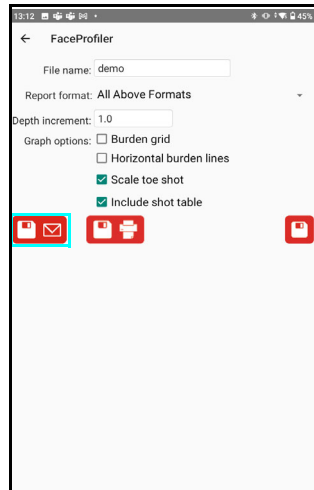 13:12 45%
FaceProfiler
File name: demo
Report format: All Above Formats
Depth increment: 1.0
Graph options: Burden grid
Horizontal burden lines
Scale toe shot
Include shot table